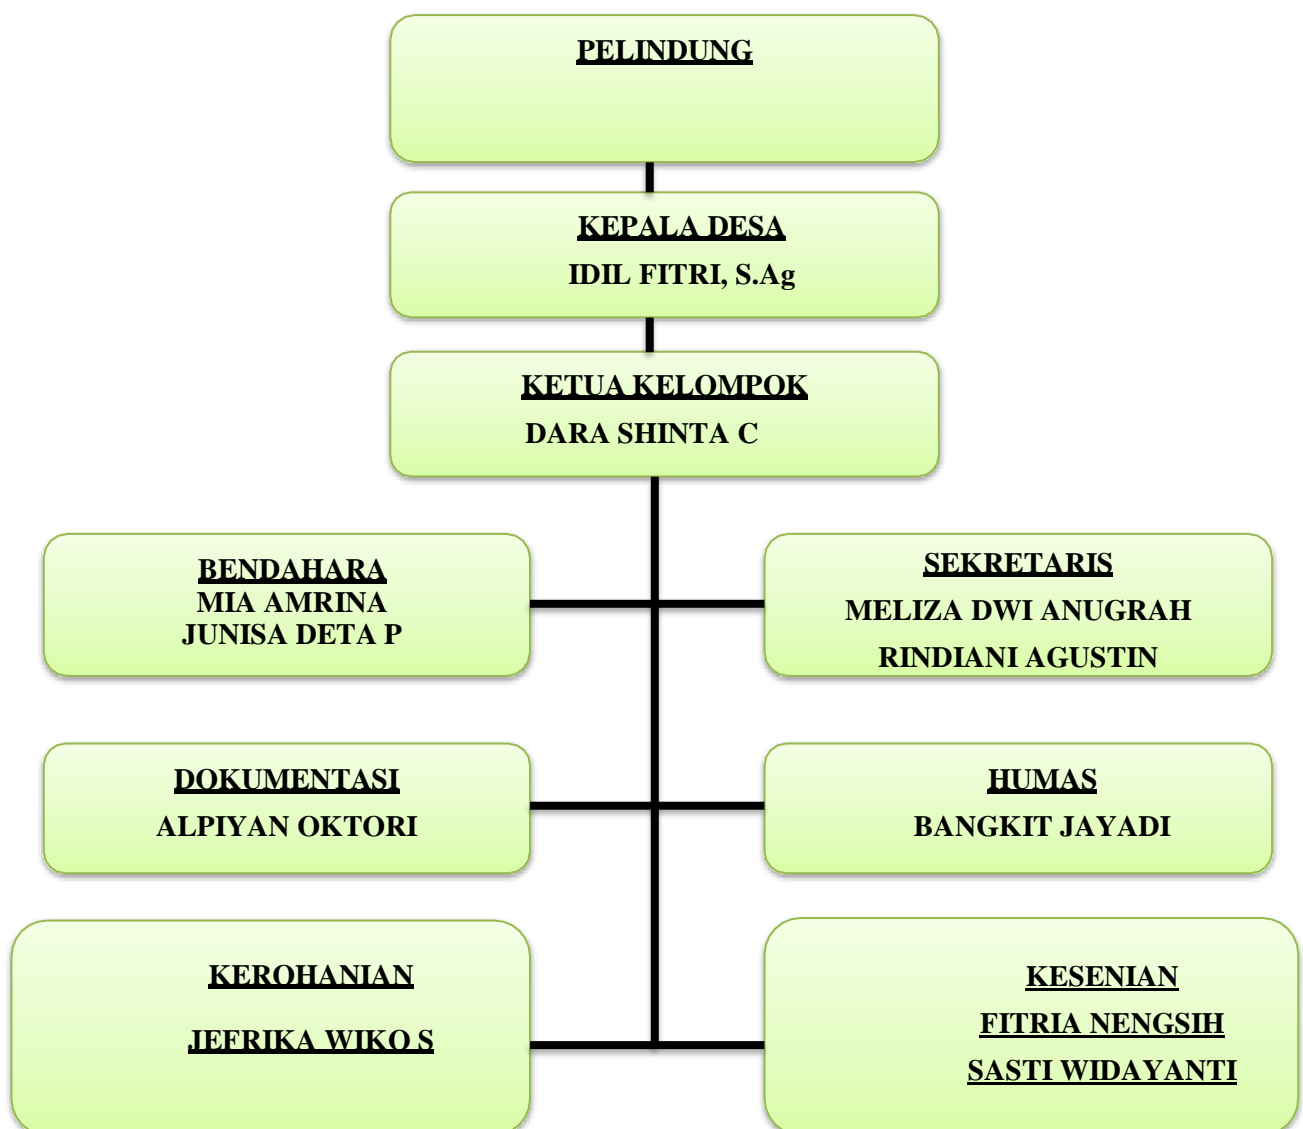 PELINDUNG
KEPALA DESA
IDIL FITRI, S.Ag
KETUA KELOMPOK
DARA SHINTA C
BENDAHARA
MIA AMRINA
JUNISA DETA P
SEKRETARIS
MELIZA DWI ANUGRAH
RINDIANI AGUSTIN
DOKUMENTASI
ALPIYAN OKTORI
HUMAS
BANGKIT JAYADI
KEROHANIAN
JEFRIKA WIKO S
KESENIAN
FITRIA NENGSIH
SASTI WIDAYANTI